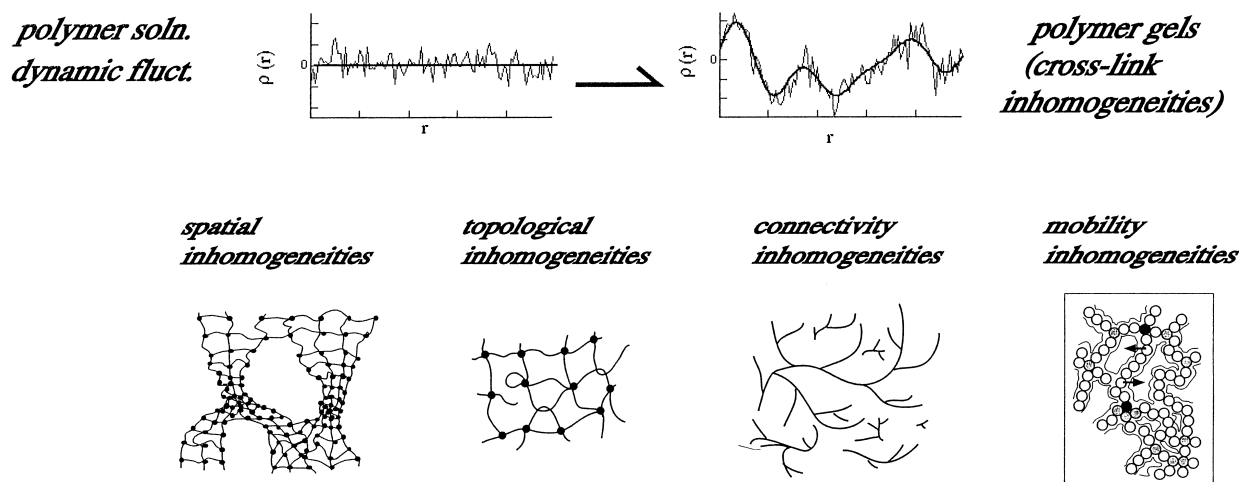 polymer soln.
dynamic fluct.
ρ (r)
0
r
ρ (r)
0
r
polymer gels
(cross-link
inhomogeneities)
spatial
inhomogeneities
topological
inhomogeneities
connectivity
inhomogeneities
mobility
inhomogeneities